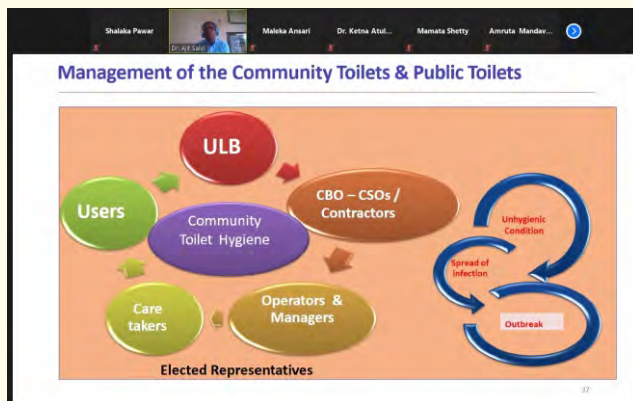 Shalaka Pawar
Maleka Ansari
Dr. Ketna Atul...
Mamata Shetty
Amruta Mandav...
Dr. Ajit Salvi
Management of the Community Toilets & Public Toilets
ULB
CBO – CSOs /
Contractors
Users
Community
Toilet Hygiene
Unhygienic
Condition
Spread of
infection
Care
takers
Operators &
Managers
Outbreak
Elected Representatives
37